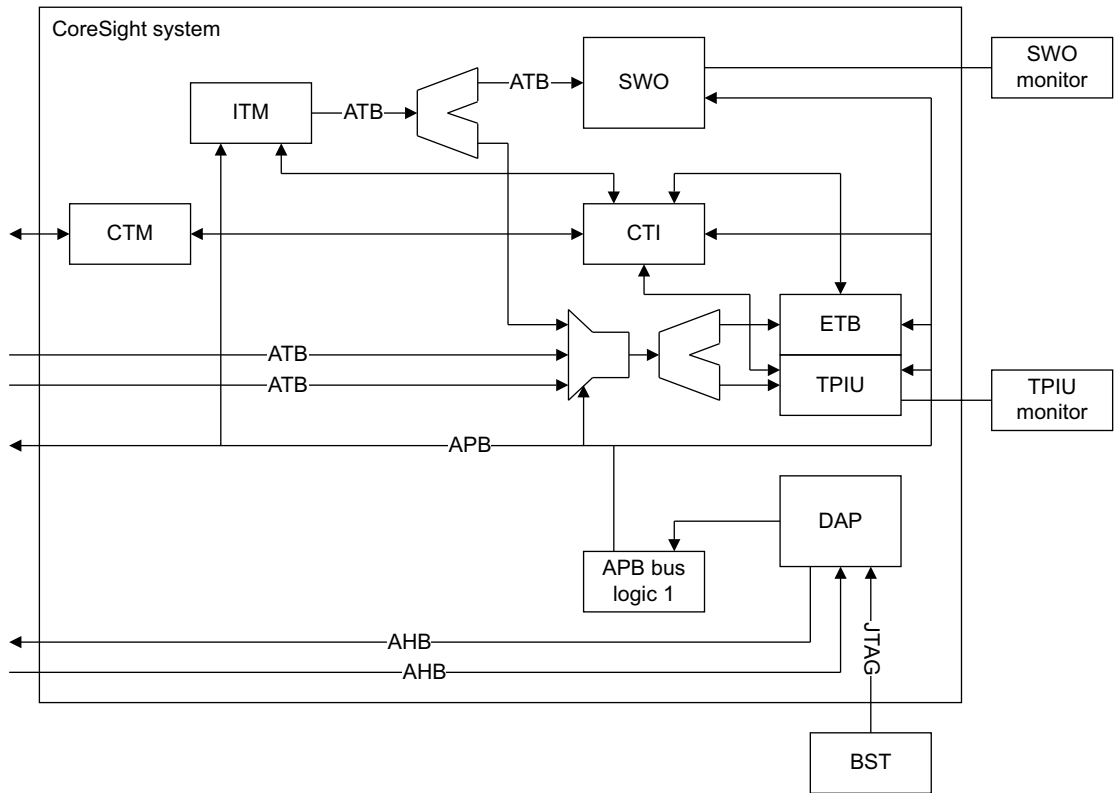 CoreSight system
SWO
monitor
ITM
ATB
ATB
SWO
CTM
CTI
ATB
ATB
ETB
TPIU
TPIU
monitor
APB
DAP
APB bus
logic 1
AHB
AHB
JTAG
BST